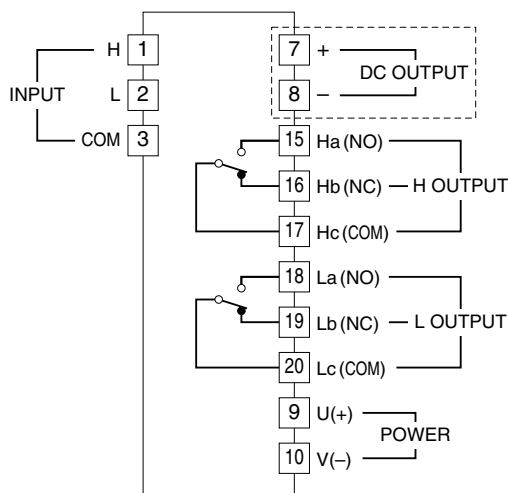 H 1
L 2
COM 3
INPUT
7 +
8 –
DC OUTPUT
15 Ha (NO)
16 Hb (NC)
17 Hc (COM)
H OUTPUT
18 La (NO)
19 Lb (NC)
20 Lc (COM)
L OUTPUT
9 U(+)
10 V(–)
POWER